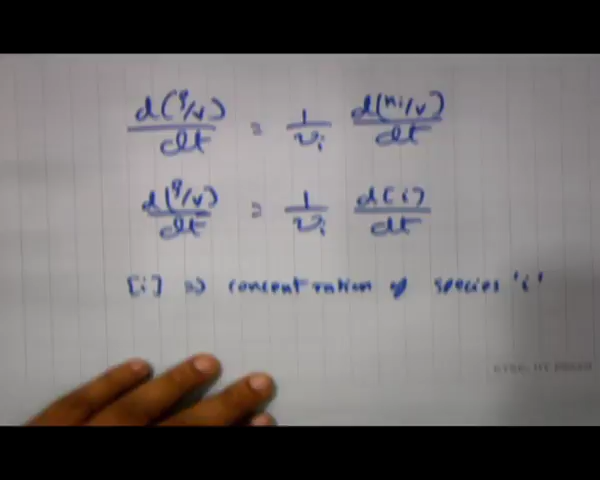 d(ξ/v)/dt = 1/νi d(ni/v)/dt
d(ξ/v)/dt = 1/νi d[i]/dt
[i] => concentration of species 'i'